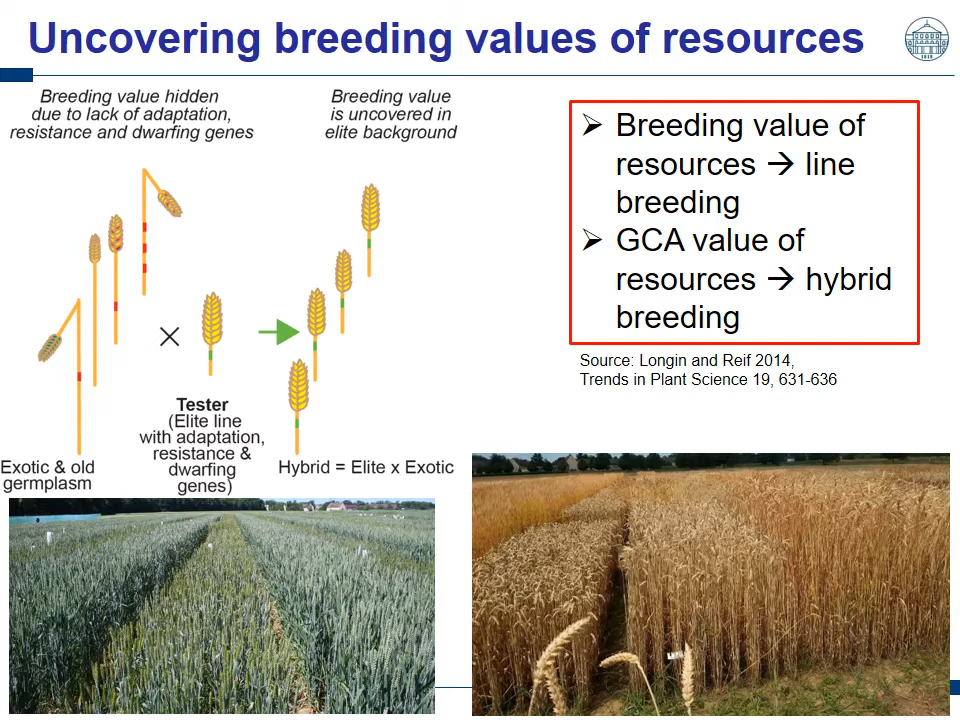 Uncovering breeding values of resources
Breeding value hidden
due to lack of adaptation,
resistance and dwarfing genes
Breeding value
is uncovered in
elite background
Tester
(Elite line
with adaptation,
resistance &
dwarfing
genes)
Exotic & old
germplasm
Hybrid = Elite x Exotic
➢ Breeding value of
resources → line
breeding
➢ GCA value of
resources → hybrid
breeding
Source: Longin and Reif 2014,
Trends in Plant Science 19, 631-636